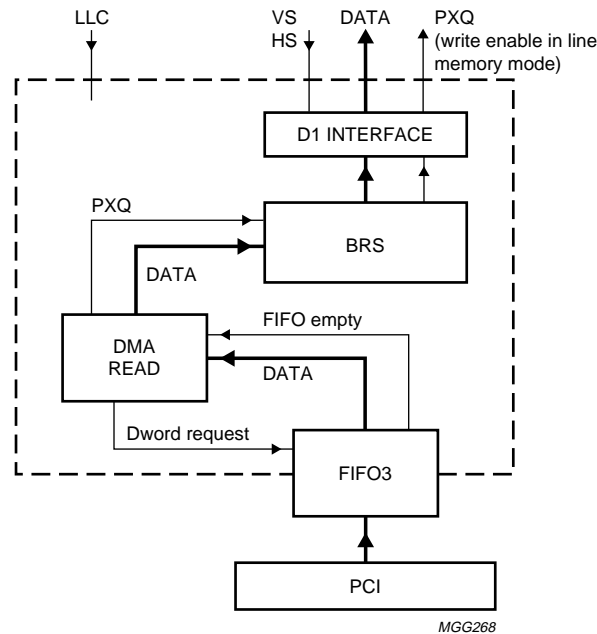 LLC
VS
HS
DATA
PXQ
(write enable in line
memory mode)
D1 INTERFACE
PXQ
BRS
DATA
FIFO empty
DMA
READ
DATA
Dword request
FIFO3
PCI
MGG268